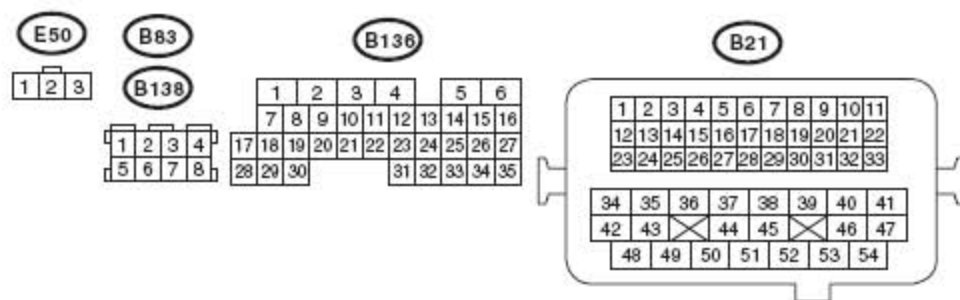 E50
1 2 3
B83
B138
1 2 3 4
5 6 7 8
B136
1 2 3 4 5 6
7 8 9 10 11 12 13 14 15 16
17 18 19 20 21 22 23 24 25 26 27
28 29 30 31 32 33 34 35
B21
1 2 3 4 5 6 7 8 9 10 11
12 13 14 15 16 17 18 19 20 21 22
23 24 25 26 27 28 29 30 31 32 33
34 35 36 37 38 39 40 41
42 43 44 45 46 47
48 49 50 51 52 53 54